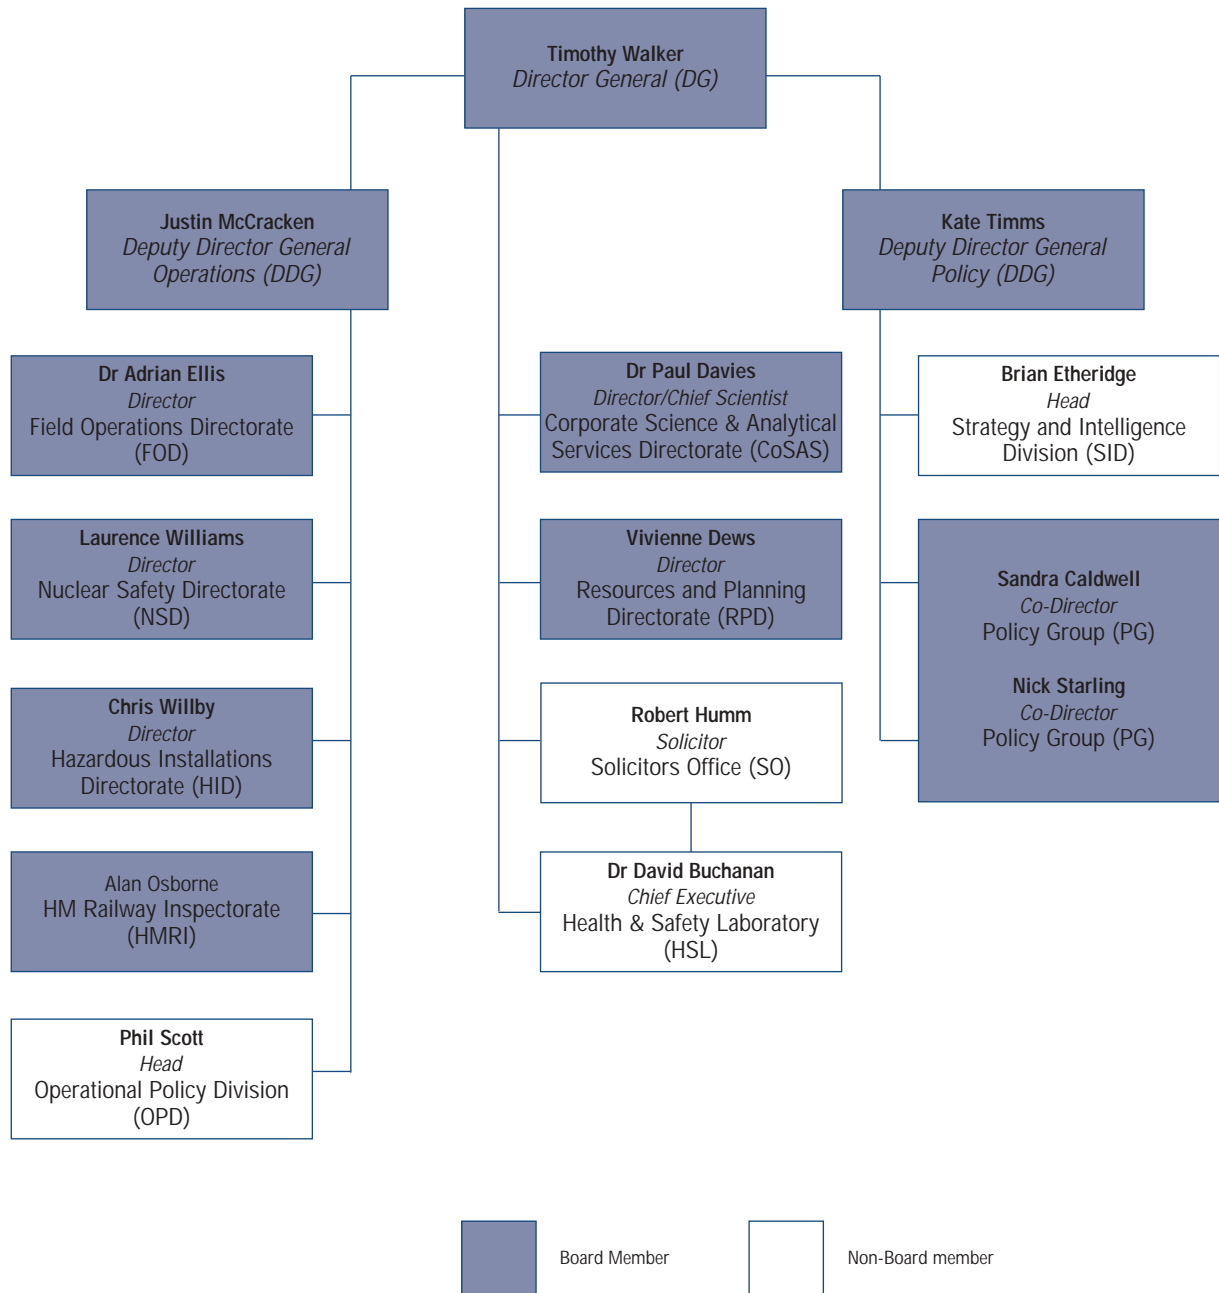 Timothy Walker
Director General (DG)
Justin McCracken
Deputy Director General
Operations (DDG)
Kate Timms
Deputy Director General
Policy (DDG)
Dr Adrian Ellis
Director
Field Operations Directorate
(FOD)
Laurence Williams
Director
Nuclear Safety Directorate
(NSD)
Chris Willby
Director
Hazardous Installations
Directorate (HID)
Alan Osborne
HM Railway Inspectorate
(HMRI)
Phil Scott
Head
Operational Policy Division
(OPD)
Dr Paul Davies
Director/Chief Scientist
Corporate Science & Analytical
Services Directorate (CoSAS)
Vivienne Dews
Director
Resources and Planning
Directorate (RPD)
Robert Humm
Solicitor
Solicitors Office (SO)
Dr David Buchanan
Chief Executive
Health & Safety Laboratory
(HSL)
Brian Etheridge
Head
Strategy and Intelligence
Division (SID)
Sandra Caldwell
Co-Director
Policy Group (PG)
Nick Starling
Co-Director
Policy Group (PG)
Board Member
Non-Board member